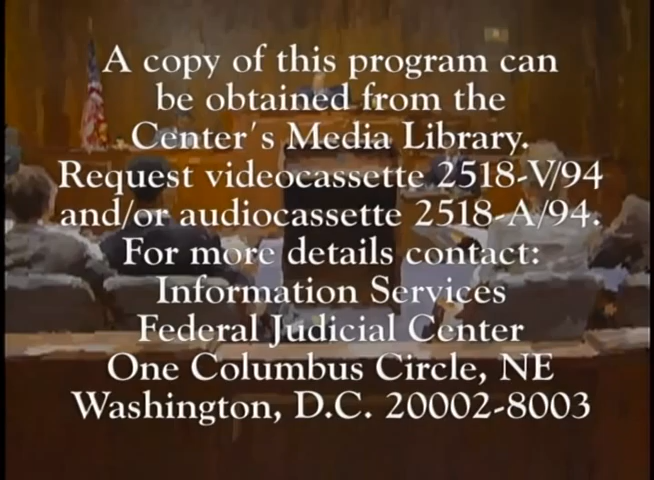 A copy of this program can
be obtained from the
Center's Media Library.
Request videocassette 2518-V/94
and/or audiocassette 2518-A/94.
For more details contact:
Information Services
Federal Judicial Center
One Columbus Circle, NE
Washington, D.C. 20002-8003